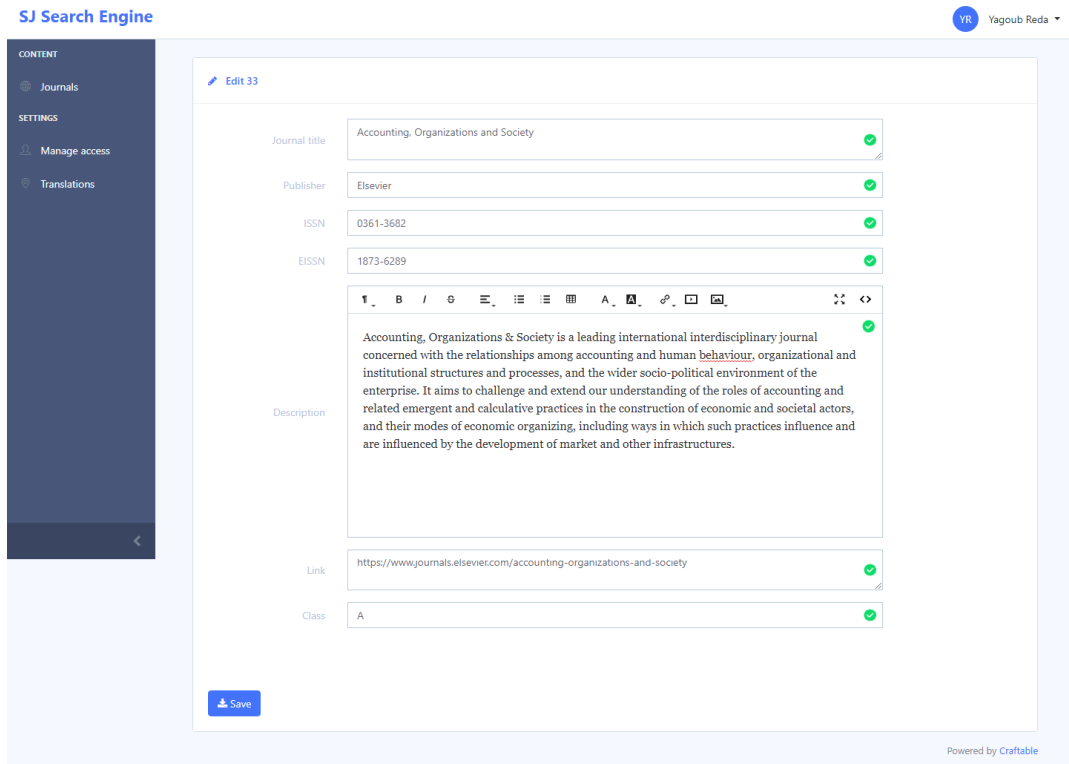 SJ Search Engine
YR Yagoub Reda
CONTENT
Journals
SETTINGS
Manage access
Translations
Edit 33
Journal title
Accounting, Organizations and Society
Publisher
Elsevier
ISSN
0361-3682
EISSN
1873-6289
Description
Accounting, Organizations & Society is a leading international interdisciplinary journal
concerned with the relationships among accounting and human behaviour, organizational and
institutional structures and processes, and the wider socio-political environment of the
enterprise. It aims to challenge and extend our understanding of the roles of accounting and
related emergent and calculative practices in the construction of economic and societal actors,
and their modes of economic organizing, including ways in which such practices influence and
are influenced by the development of market and other infrastructures.
Link
https://www.journals.elsevier.com/accounting-organizations-and-society
Class
A
Save
Powered by Craftable